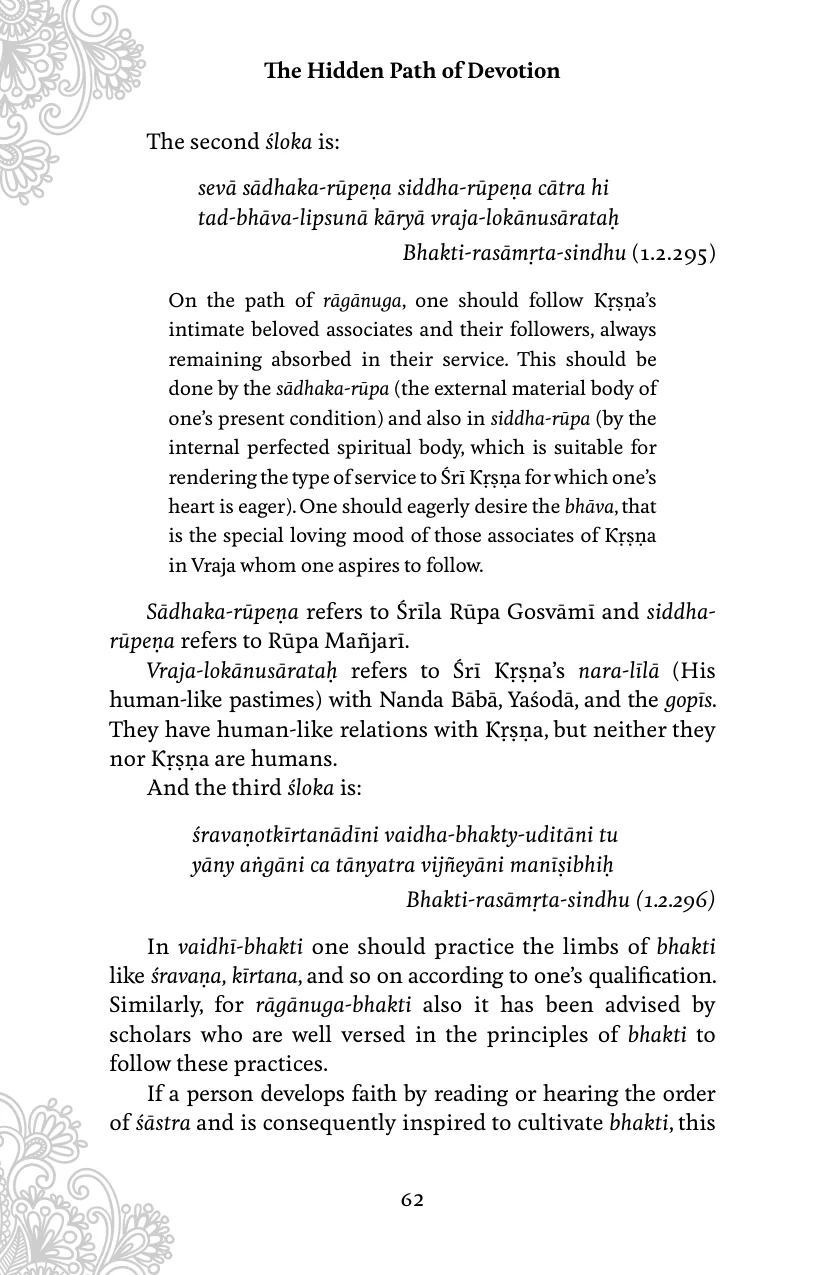 The Hidden Path of Devotion
The second śloka is:
sevā sādhaka-rūpeṇa siddha-rūpeṇa cātra hi
tad-bhāva-lipsunā kāryā vraja-lokānusārataḥ
Bhakti-rasāmṛta-sindhu (1.2.295)
On the path of rāgānuga, one should follow Kṛṣṇa’s
intimate beloved associates and their followers, always
remaining absorbed in their service. This should be
done by the sādhaka-rūpa (the external material body of
one’s present condition) and also in siddha-rūpa (by the
internal perfected spiritual body, which is suitable for
rendering the type of service to Śrī Kṛṣṇa for which one’s
heart is eager). One should eagerly desire the bhāva, that
is the special loving mood of those associates of Kṛṣṇa
in Vraja whom one aspires to follow.
Sādhaka-rūpeṇa refers to Śrīla Rūpa Gosvāmī and siddha-
rūpeṇa refers to Rūpa Mañjarī.
Vraja-lokānusārataḥ refers to Śrī Kṛṣṇa’s nara-līlā (His
human-like pastimes) with Nanda Bābā, Yaśodā, and the gopīs.
They have human-like relations with Kṛṣṇa, but neither they
nor Kṛṣṇa are humans.
And the third śloka is:
śravaṇotkīrtanādīni vaidha-bhakty-uditāni tu
yāny aṅgāni ca tānyatra vijñeyāni manīṣibhiḥ
Bhakti-rasāmṛta-sindhu (1.2.296)
In vaidhī-bhakti one should practice the limbs of bhakti
like śravaṇa, kīrtana, and so on according to one’s qualification.
Similarly, for rāgānuga-bhakti also it has been advised by
scholars who are well versed in the principles of bhakti to
follow these practices.
If a person develops faith by reading or hearing the order
of śāstra and is consequently inspired to cultivate bhakti, this
62